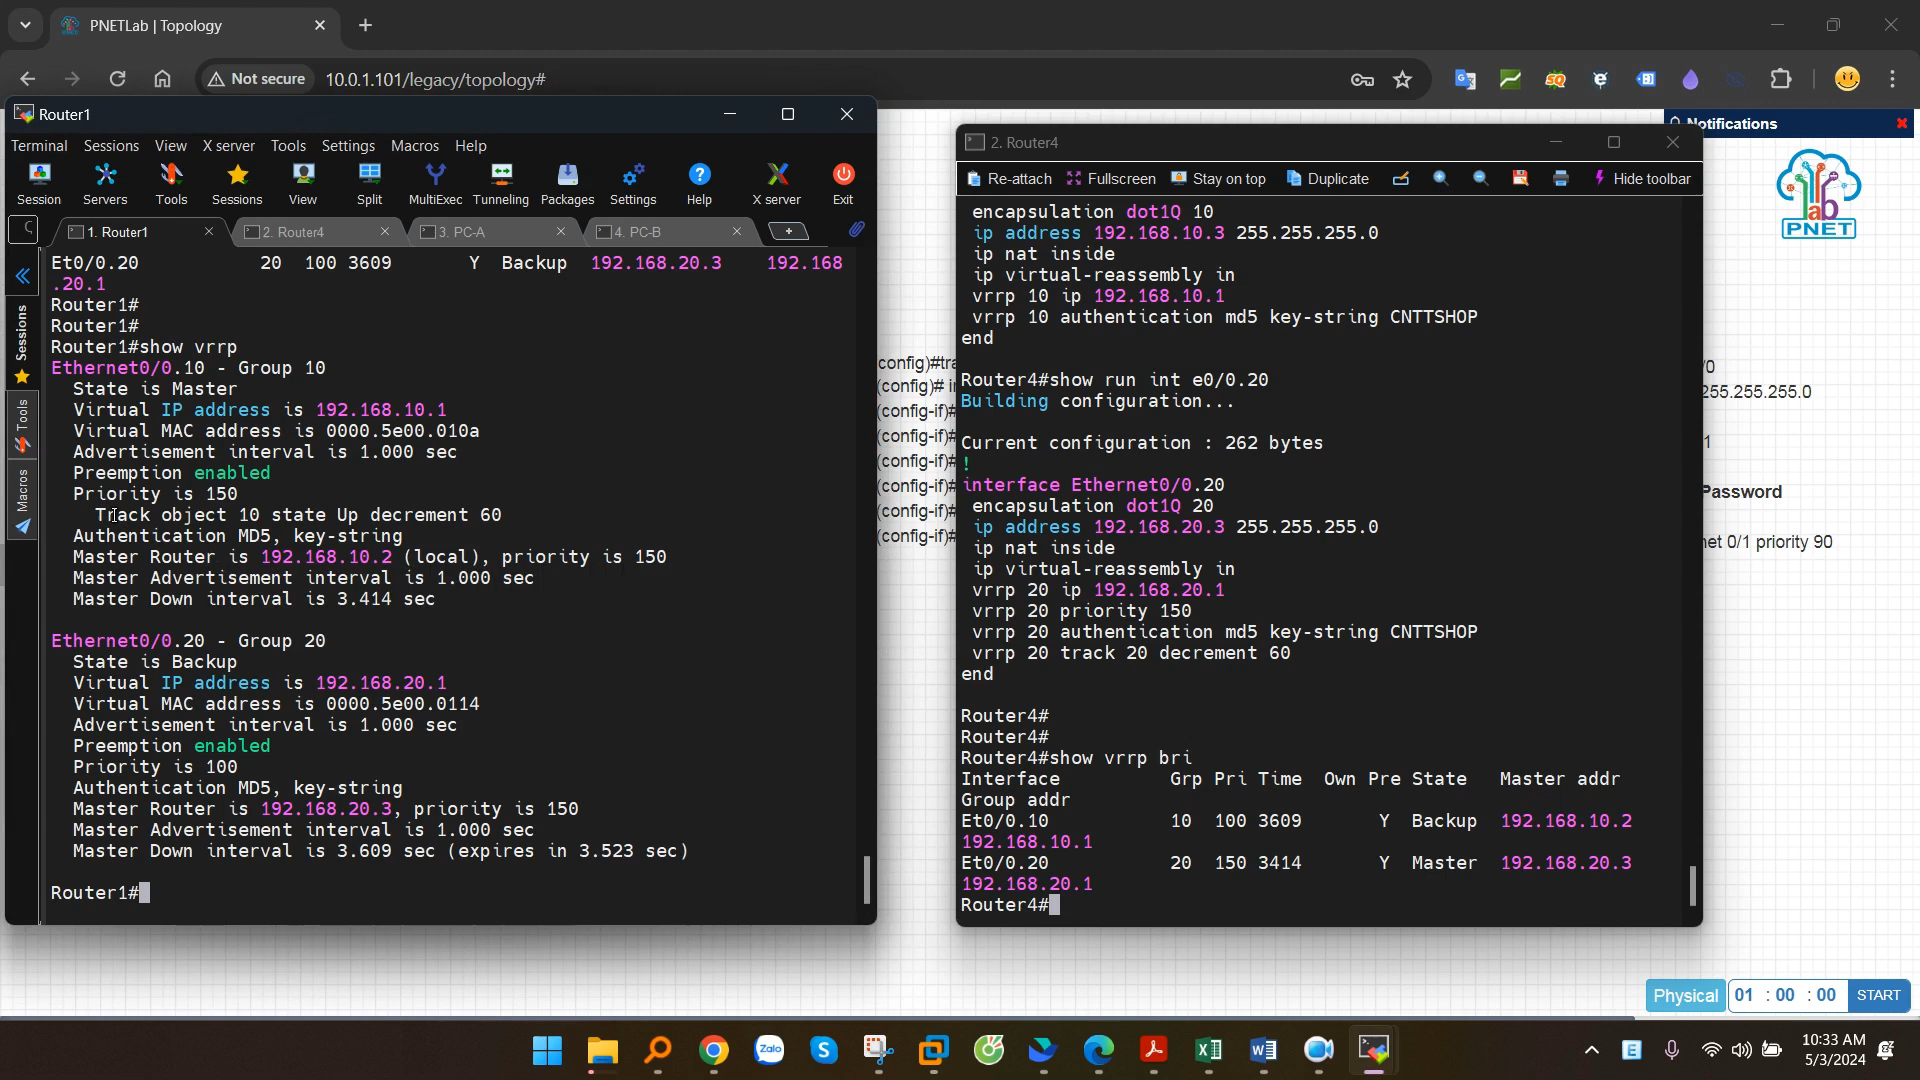 PNETLab | Topology
Not secure
10.0.1.101/legacy/topology#
Router1
Terminal Sessions View X server Tools Settings Macros Help
Session Servers Tools Sessions View Split MultiExec Tunneling Packages Settings Help X server Exit
1. Router1 2. Router4 3. PC-A 4. PC-B
Sessions
Tools
Macros
Et0/0.20 20 100 3609 Y Backup 192.168.20.3 192.168
.20.1
Router1#
Router1#
Router1#show vrrp
Ethernet0/0.10 - Group 10
State is Master
Virtual IP address is 192.168.10.1
Virtual MAC address is 0000.5e00.010a
Advertisement interval is 1.000 sec
Preemption enabled
Priority is 150
Track object 10 state Up decrement 60
Authentication MD5, key-string
Master Router is 192.168.10.2 (local), priority is 150
Master Advertisement interval is 1.000 sec
Master Down interval is 3.414 sec
Ethernet0/0.20 - Group 20
State is Backup
Virtual IP address is 192.168.20.1
Virtual MAC address is 0000.5e00.0114
Advertisement interval is 1.000 sec
Preemption enabled
Priority is 100
Authentication MD5, key-string
Master Router is 192.168.20.3, priority is 150
Master Advertisement interval is 1.000 sec
Master Down interval is 3.609 sec (expires in 3.523 sec)
Router1#
(config-if)#
(config-if)#
(config-if)#
(config-if)#
(config-if)#
(config-if)#
2. Router4
Re-attach Fullscreen Stay on top Duplicate Hide toolbar
encapsulation dot1Q 10
ip address 192.168.10.3 255.255.255.0
ip nat inside
ip virtual-reassembly in
vrrp 10 ip 192.168.10.1
vrrp 10 authentication md5 key-string CNTTSHOP
end
Router4#show run int e0/0.20
Building configuration...
Current configuration : 262 bytes
!
interface Ethernet0/0.20
encapsulation dot1Q 20
ip address 192.168.20.3 255.255.255.0
ip nat inside
ip virtual-reassembly in
vrrp 20 ip 192.168.20.1
vrrp 20 priority 150
vrrp 20 authentication md5 key-string CNTTSHOP
vrrp 20 track 20 decrement 60
end
Router4#
Router4#
Router4#show vrrp bri
Interface Grp Pri Time Own Pre State Master addr
Group addr
Et0/0.10 10 100 3609 Y Backup 192.168.10.2
192.168.10.1
Et0/0.20 20 150 3414 Y Master 192.168.20.3
192.168.20.1
Router4#
Notifications
lab
PNET
/0
255.255.255.0
1
Password
net 0/1 priority 90
Physical 01 : 00 : 00 START
Zalo
10:33 AM
5/3/2024